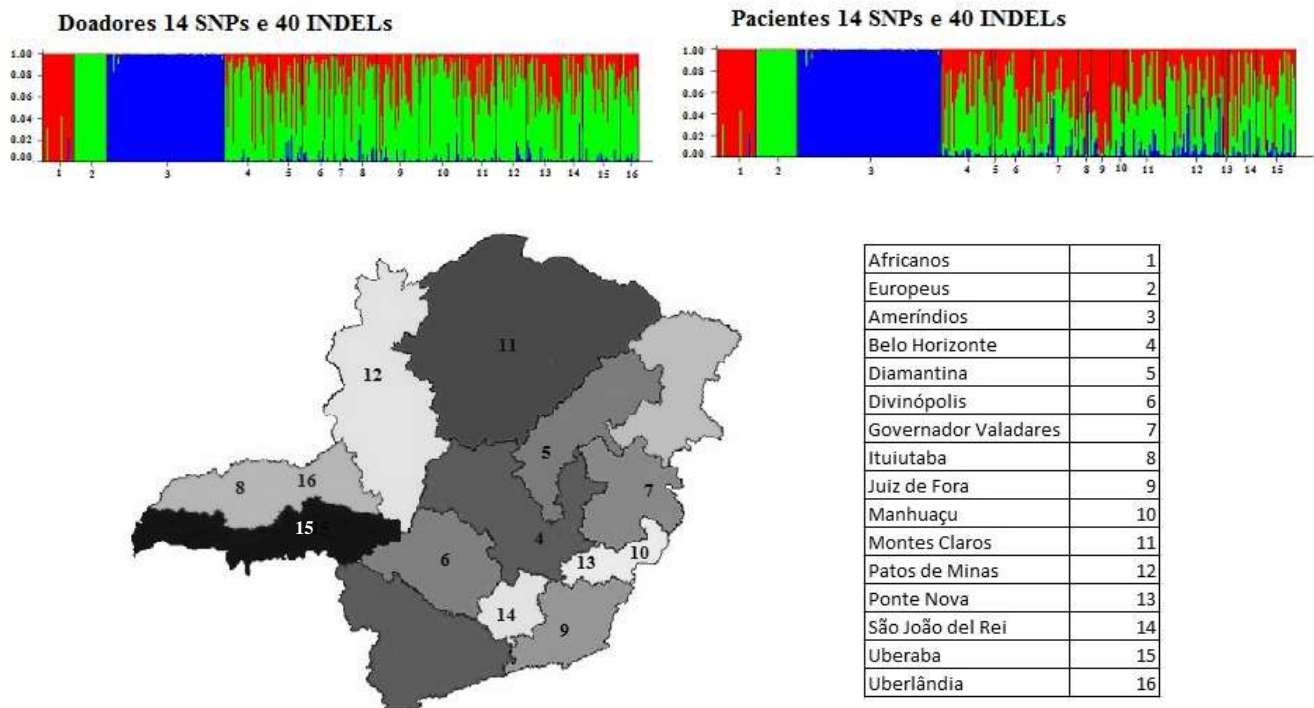 Doadores 14 SNPs e 40 INDELs
1.00
0.08
0.06
0.04
0.02
0.00
1 2 3 4 5 6 7 8 9 10 11 12 13 14 15 16
Pacientes 14 SNPs e 40 INDELs
1.00
0.08
0.06
0.04
0.02
0.00
1 2 3 4 5 6 7 8 9 10 11 12 13 14 15
11
12
5
8 16
7
15
4
10
6
13
14
9
Africanos 1
Europeus 2
Ameríndios 3
Belo Horizonte 4
Diamantina 5
Divinópolis 6
Governador Valadares 7
Ituiutaba 8
Juiz de Fora 9
Manhuaçu 10
Montes Claros 11
Patos de Minas 12
Ponte Nova 13
São João del Rei 14
Uberaba 15
Uberlândia 16